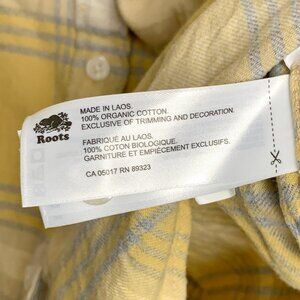 Roots
MADE IN LAOS.
100% ORGANIC COTTON.
EXCLUSIVE OF TRIMMING AND DECORATION.
FABRIQUÉ AU LAOS.
100% COTON BIOLOGIQUE.
GARNITURE ET EMPIÈCEMENT EXCLUSIFS.
CA 05017 RN 89323